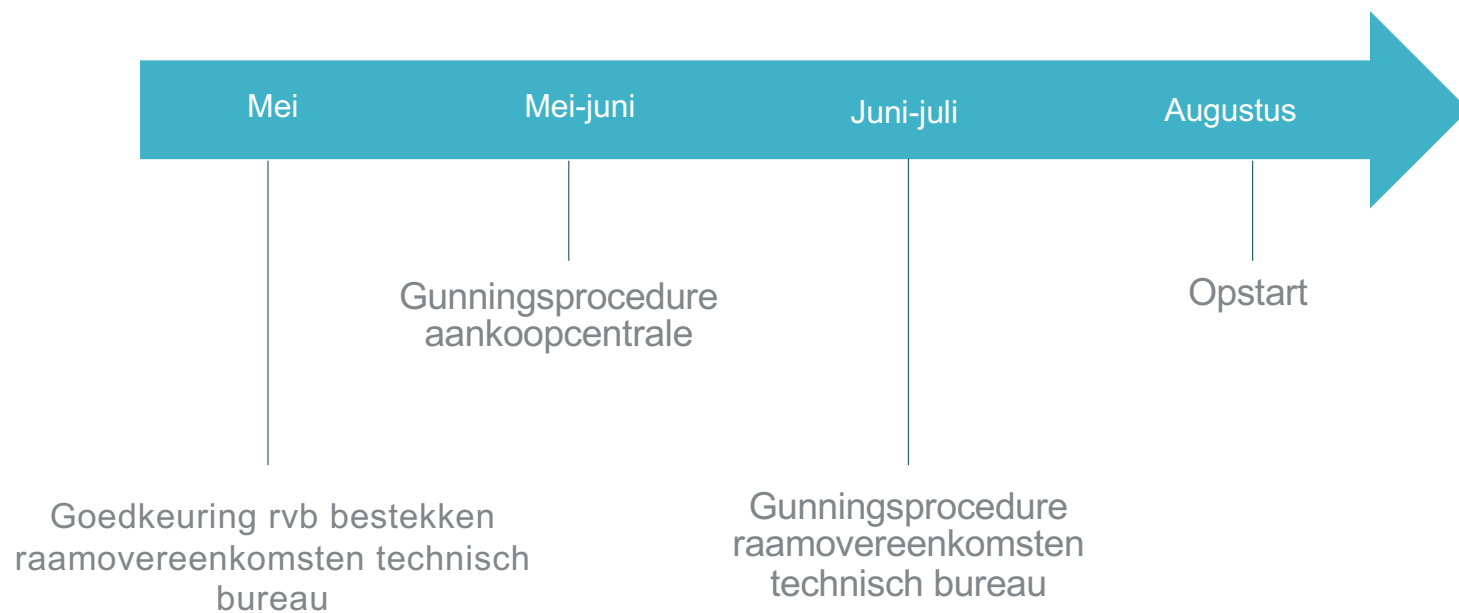 Mei
Mei-juni
Juni-juli
Augustus
Gunningsprocedure
aankoopcentrale
Opstart
Goedkeuring rvb bestekken
raamovereenkomsten technisch
bureau
Gunningsprocedure
raamovereenkomsten
technisch bureau